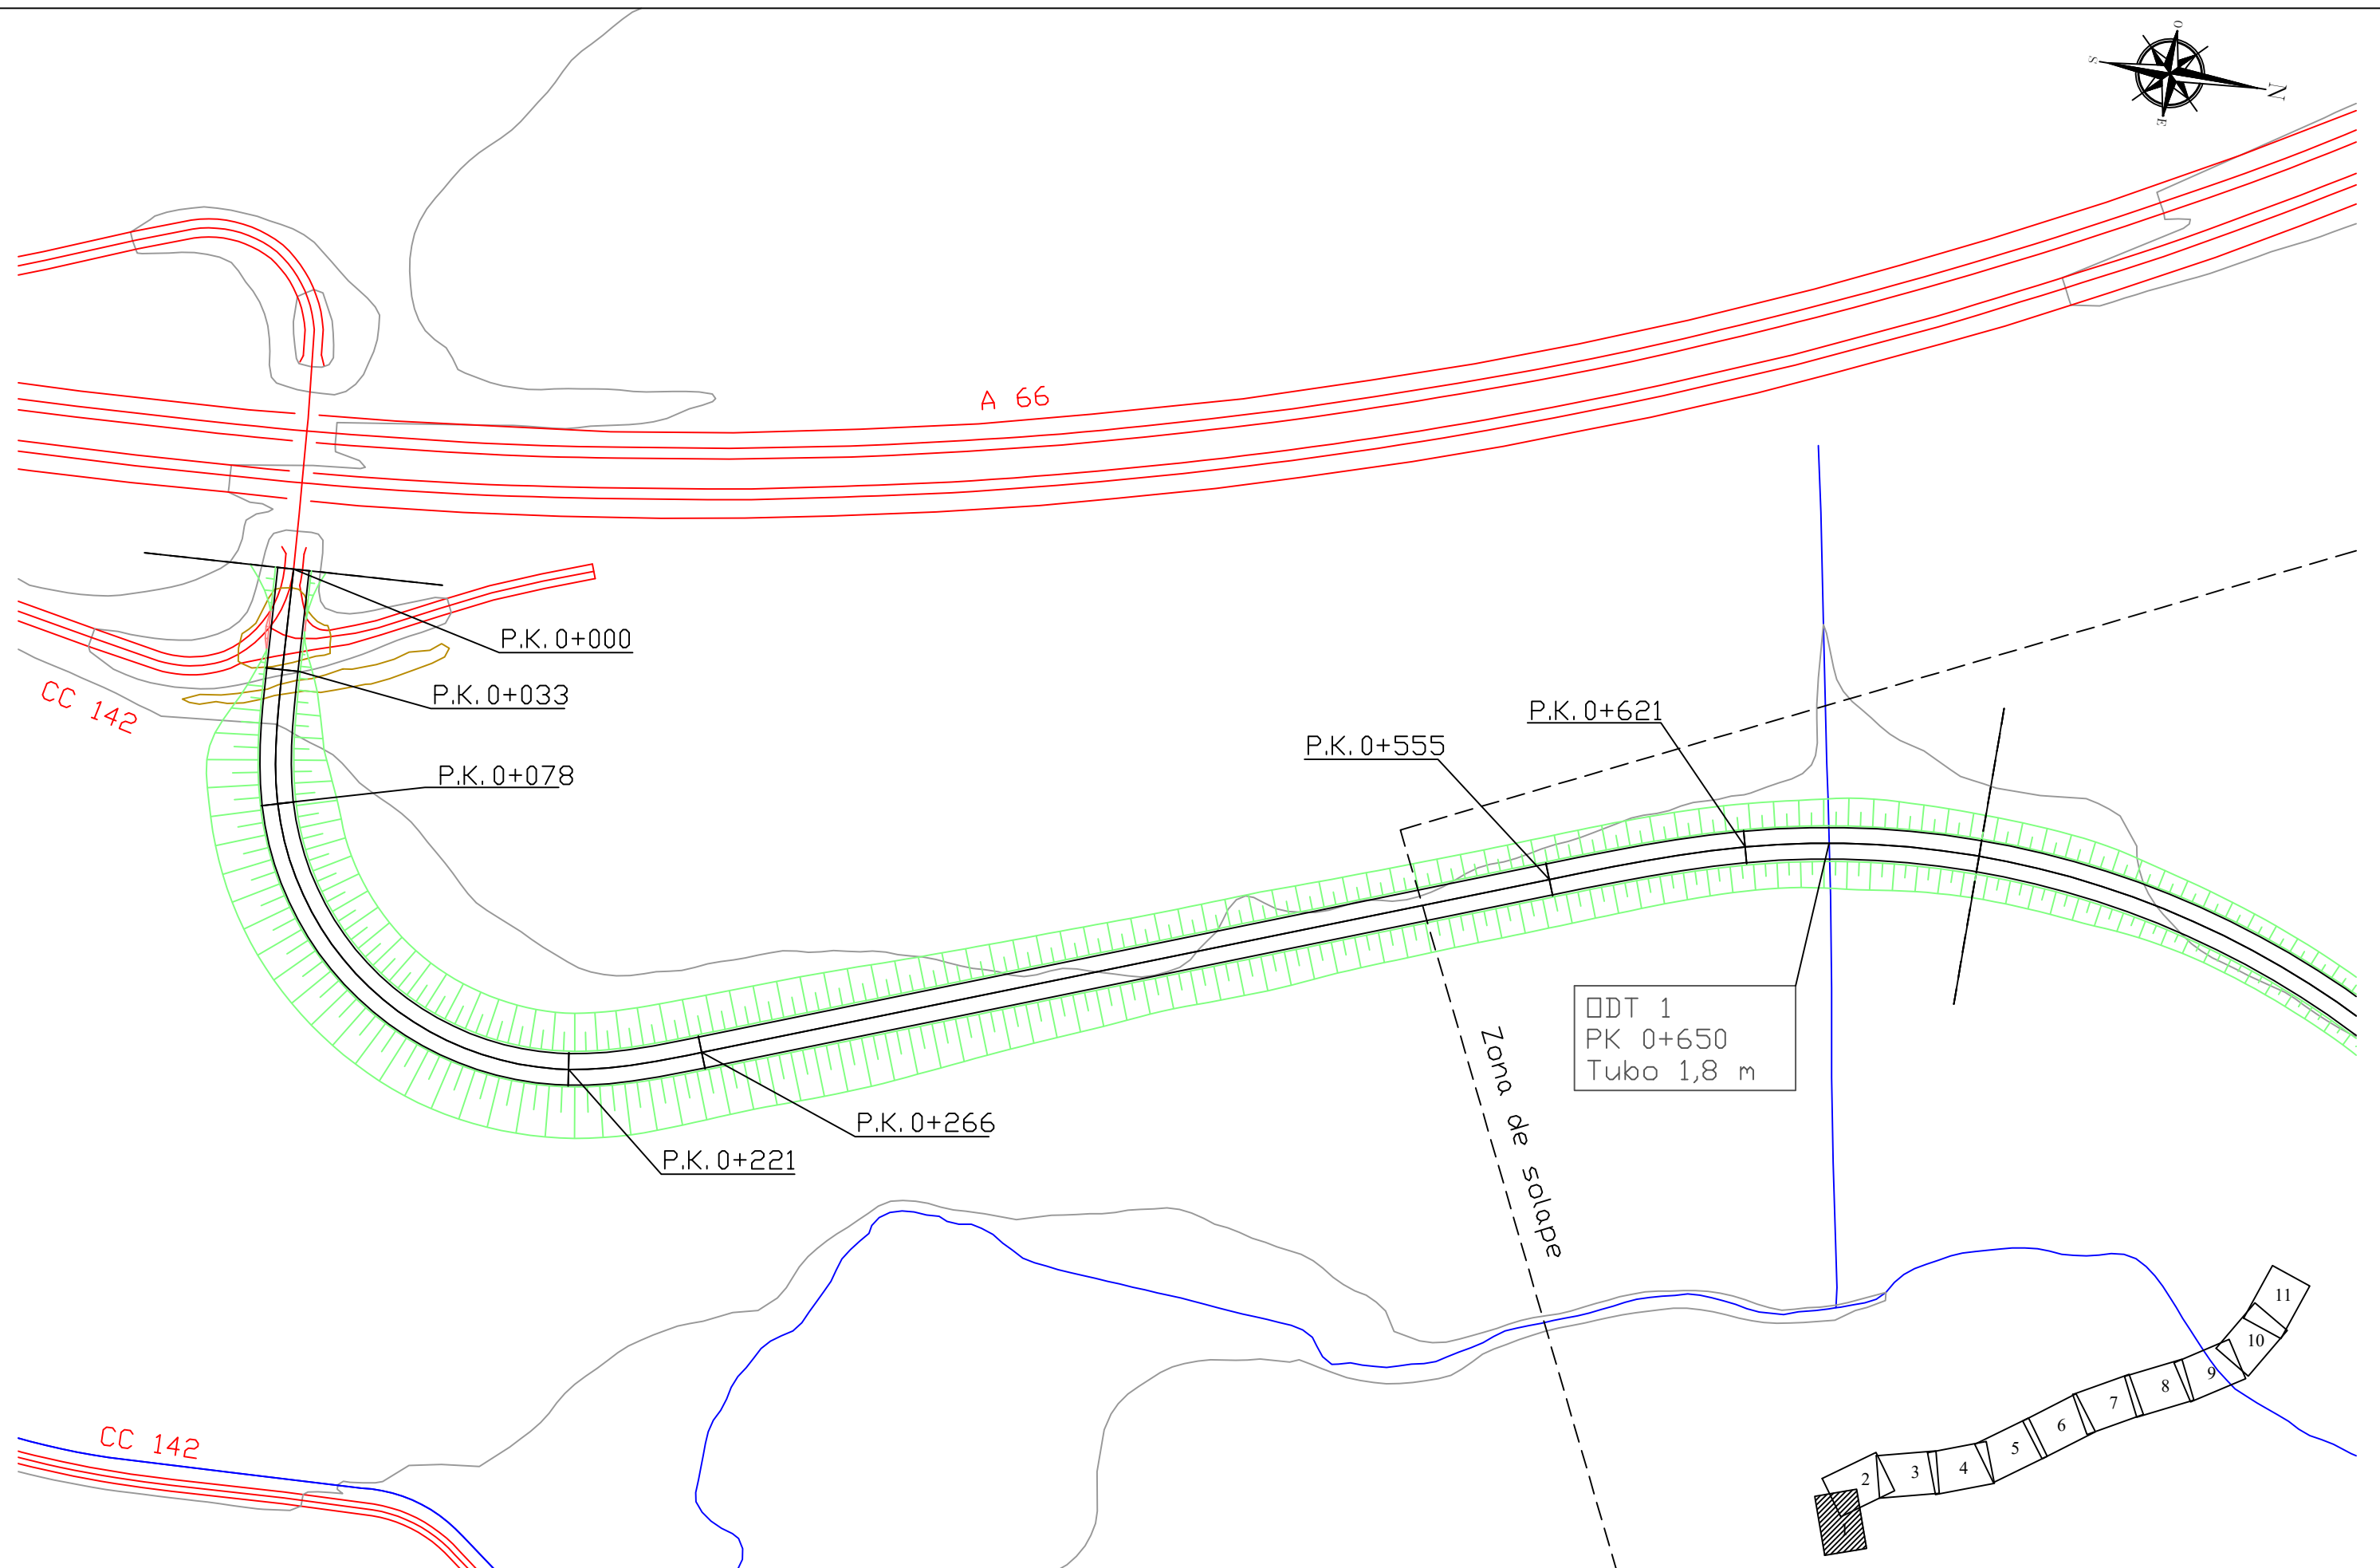 O
S
N
E
A 66
P.K. 0+000
P.K. 0+033
CC 142
P.K. 0+621
P.K. 0+555
P.K. 0+078
ODT 1
PK 0+650
Tubo 1,8 m
Zona de solape
P.K. 0+266
P.K. 0+221
CC 142
11
10
9
8
7
6
5
4
3
2
1